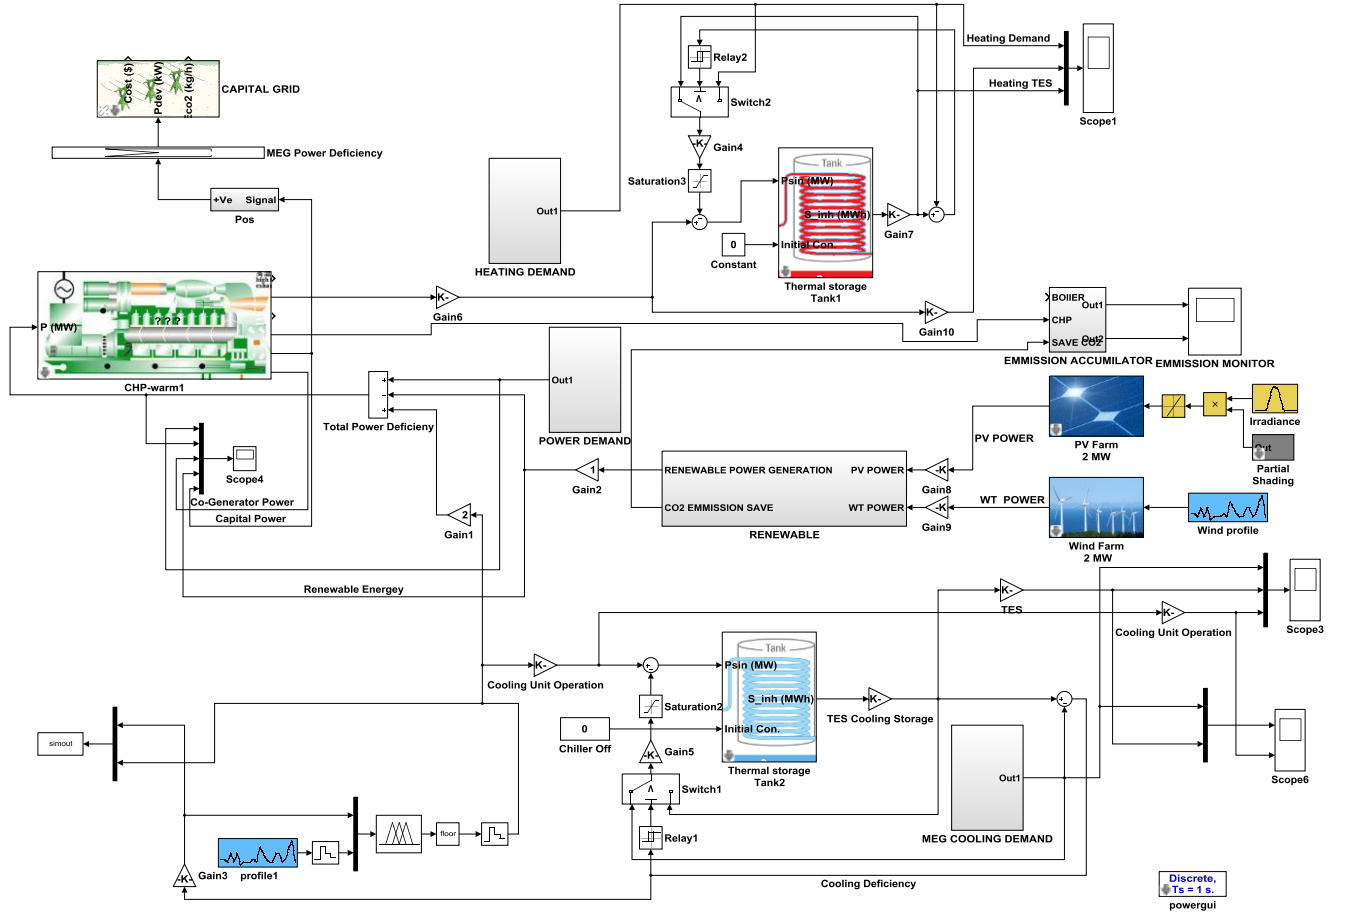 Heating Demand
Heating TES
Scope1
Relay2
Switch2
-K-
Gain4
Saturation3
Cost ($)
Pdev (kW)
Eco2 (kg/h)
CAPITAL GRID
MEG Power Deficiency
+Ve Signal
Pos
Out1
HEATING DEMAND
Tank
Psin (MW)
S_inh (MWh)
Initial Con.
0
Constant
Thermal storage
Tank1
K-
Gain7
high
exhau
P (MW)
? ? ?
CHP-warm1
K-
Gain6
K-
Gain10
BOIlER
CHP
SAVE CO2
Out1
Out2
EMMISSION ACCUMILATOR
EMMISSION MONITOR
Out1
POWER DEMAND
+
−
+
Total Power Deficieny
Scope4
Co-Generator Power
Capital Power
PV Farm
2 MW
×
Irradiance
Out
Partial
Shading
PV POWER
RENEWABLE POWER GENERATION
PV POWER
CO2 EMMISSION SAVE
WT POWER
RENEWABLE
1
Gain2
-K
Gain8
-K
Gain9
WT POWER
Wind Farm
2 MW
Wind profile
2
Gain1
Renewable Energey
K-
TES
K-
Cooling Unit Operation
Scope3
K-
Cooling Unit Operation
Tank
Psin (MW)
S_inh (MWh)
Initial Con.
Saturation2
0
Chiller Off
-K-
Gain5
Thermal storage
Tank2
K-
TES Cooling Storage
Switch1
Relay1
Out1
MEG COOLING DEMAND
Scope6
simout
floor
profile1
-K-
Gain3
Cooling Deficiency
Discrete,
Ts = 1 s.
powergui